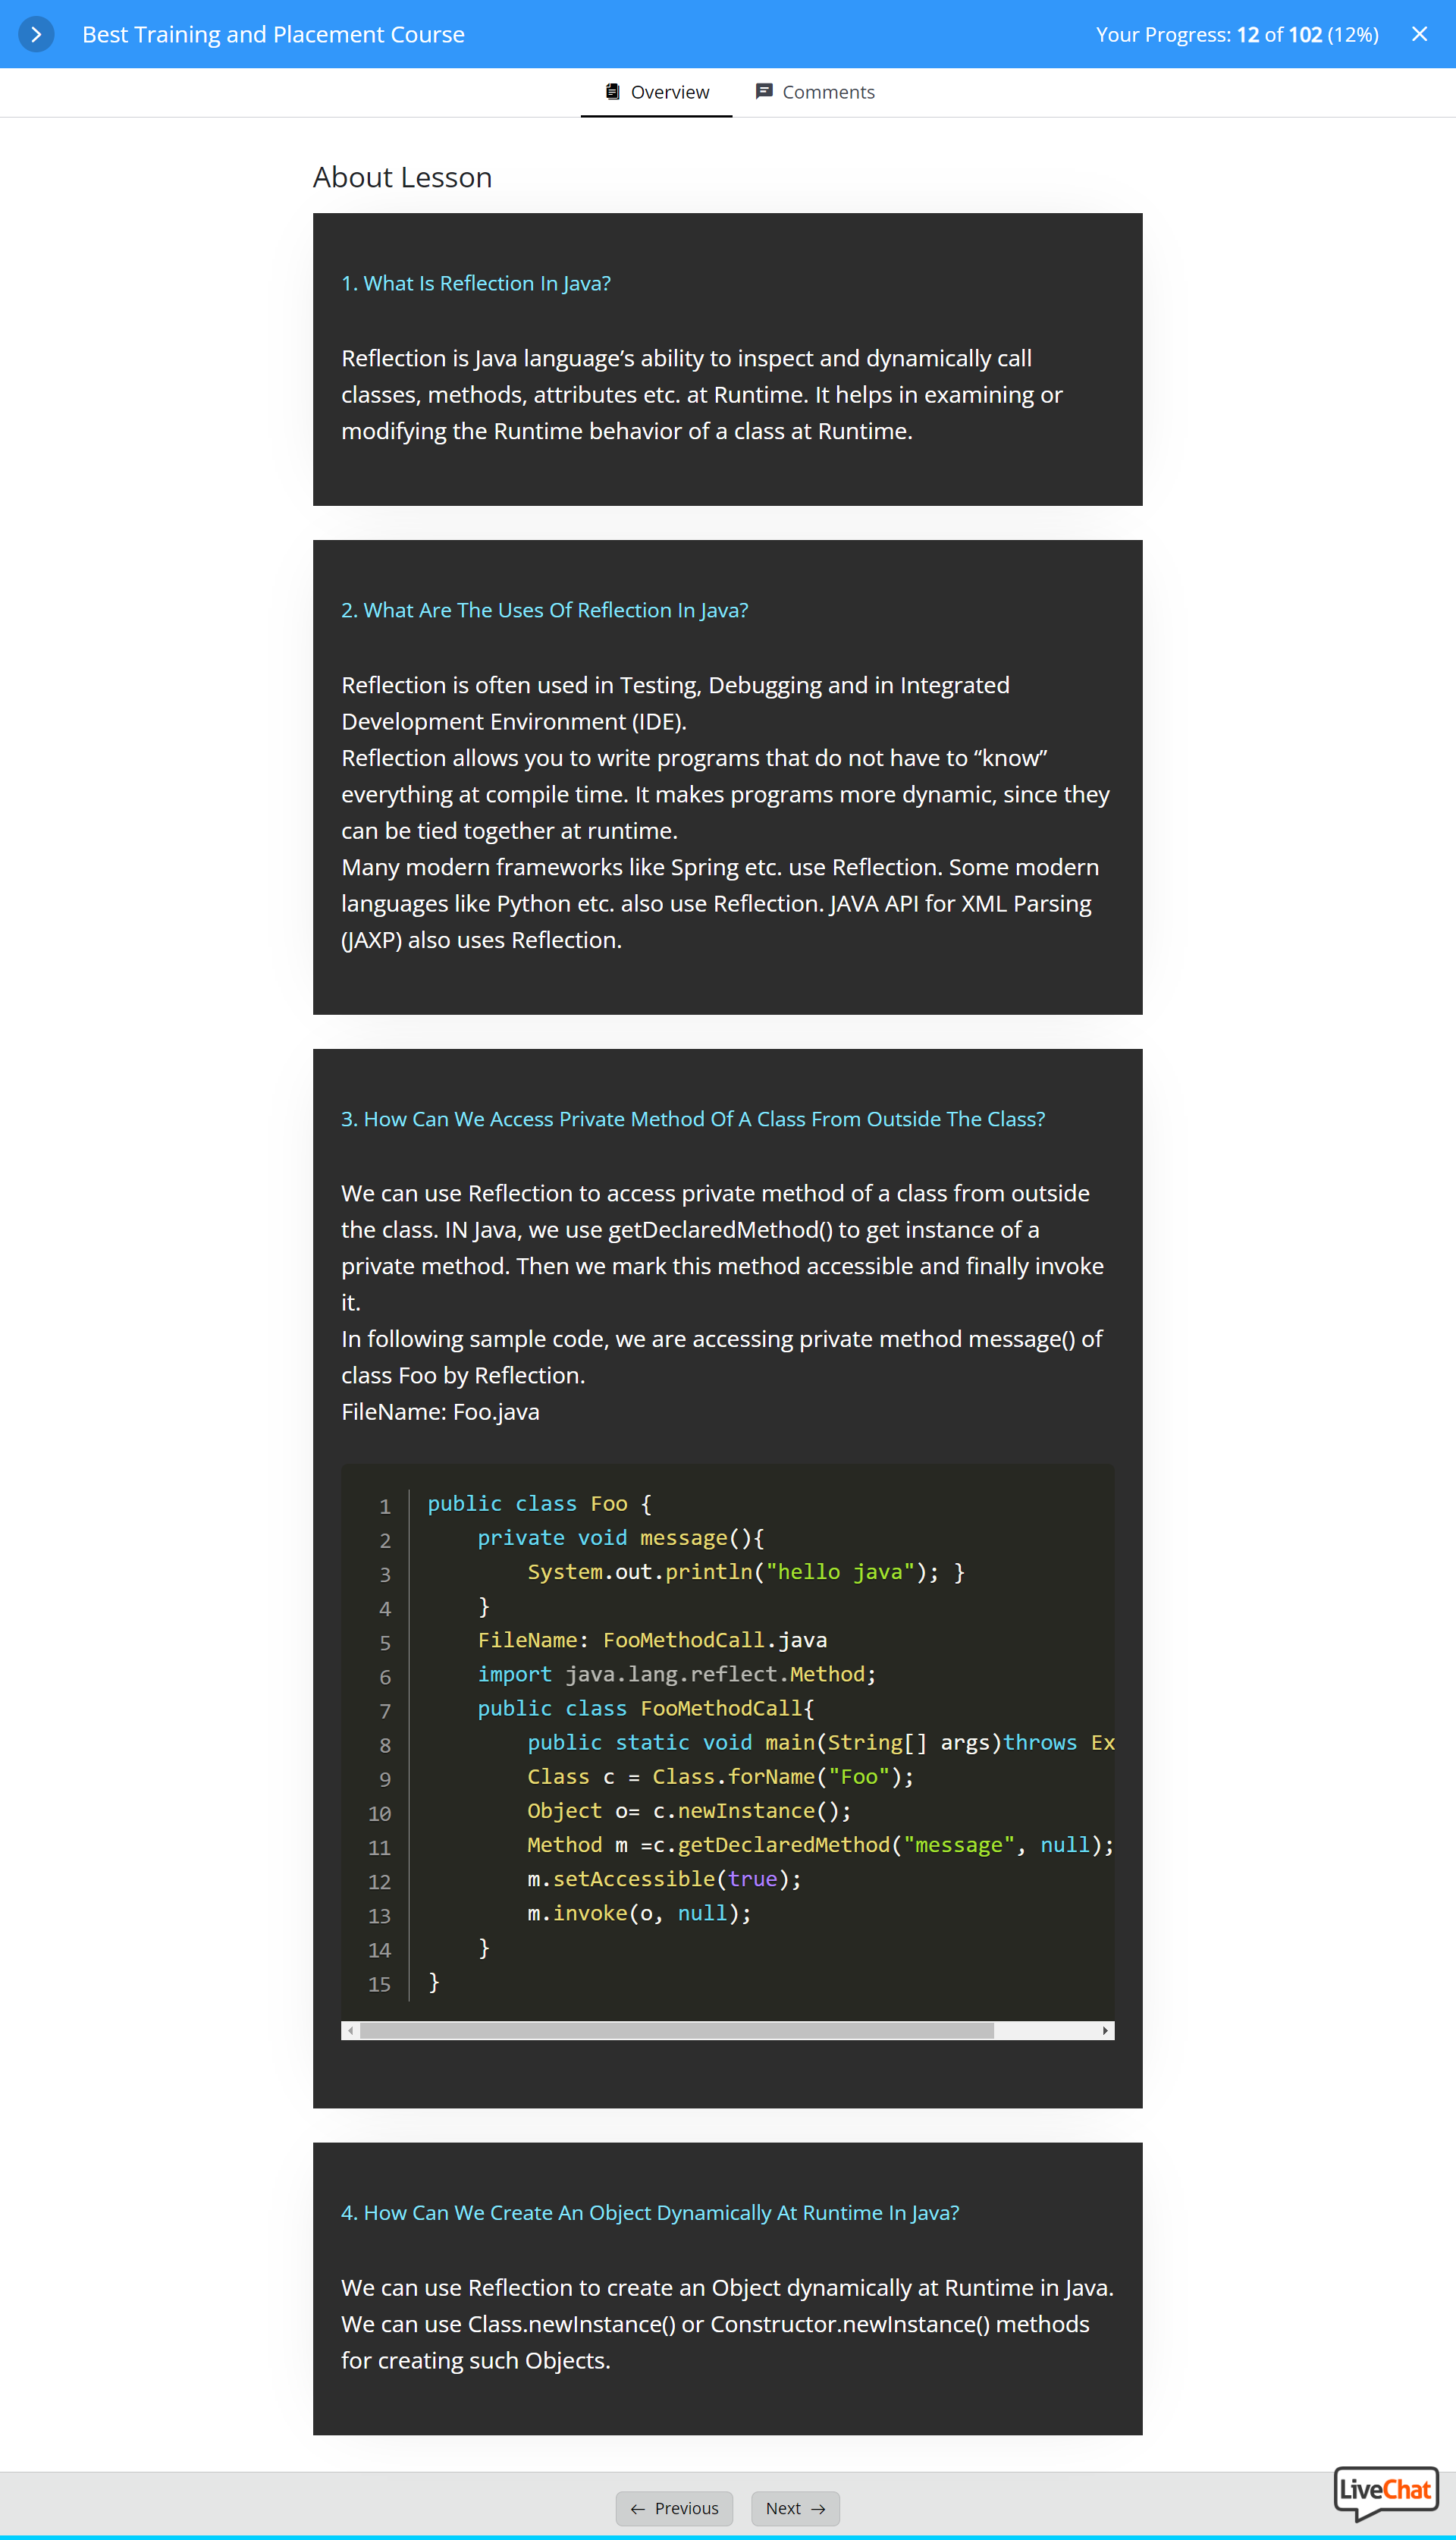 Best Training and Placement Course
Your Progress: 12 of 102 (12%)
Overview
Comments
About Lesson
1. What Is Reflection In Java?
Reflection is Java language’s ability to inspect and dynamically call
classes, methods, attributes etc. at Runtime. It helps in examining or
modifying the Runtime behavior of a class at Runtime.
2. What Are The Uses Of Reflection In Java?
Reflection is often used in Testing, Debugging and in Integrated
Development Environment (IDE).
Reflection allows you to write programs that do not have to “know”
everything at compile time. It makes programs more dynamic, since they
can be tied together at runtime.
Many modern frameworks like Spring etc. use Reflection. Some modern
languages like Python etc. also use Reflection. JAVA API for XML Parsing
(JAXP) also uses Reflection.
3. How Can We Access Private Method Of A Class From Outside The Class?
We can use Reflection to access private method of a class from outside
the class. IN Java, we use getDeclaredMethod() to get instance of a
private method. Then we mark this method accessible and finally invoke
it.
In following sample code, we are accessing private method message() of
class Foo by Reflection.
FileName: Foo.java
1 public class Foo {
2     private void message(){
3         System.out.println("hello java"); }
4     }
5     FileName: FooMethodCall.java
6     import java.lang.reflect.Method;
7     public class FooMethodCall{
8         public static void main(String[] args)throws Ex
9         Class c = Class.forName("Foo");
10         Object o= c.newInstance();
11         Method m =c.getDeclaredMethod("message", null);
12         m.setAccessible(true);
13         m.invoke(o, null);
14     }
15 }
4. How Can We Create An Object Dynamically At Runtime In Java?
We can use Reflection to create an Object dynamically at Runtime in Java.
We can use Class.newInstance() or Constructor.newInstance() methods
for creating such Objects.
LiveChat
← Previous
Next →